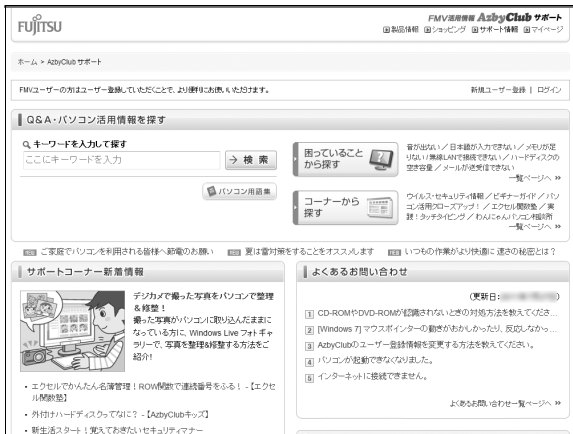 FUJITSU
FMV活用情報 AzbyClub サポート
製品情報 ショッピング サポート情報 マイページ
ホーム > AzbyClub サポート
FMVユーザーの方はユーザー登録していただくことで、より便利にお使いいただけます。
新規ユーザー登録 | ログイン
Q&A・パソコン活用情報を探す
キーワードを入力して探す
ここにキーワードを入力
→ 検 索
パソコン用語集
困っていること
から探す
音が出ない／日本語が入力できない／メモリが足
りない／無線LANで接続できない／ハードディスクの
空き容量／メールが送受信できない
一覧ページへ »
コーナーから
探す
ウイルス・セキュリティ情報／ビギナーガイド／パソ
コン活用クローズアップ！／エクセル関数塾／実
践！タッチタイピング／わんにゃんパソコン相談所
一覧ページへ »
ご家庭でパソコンを利用される皆様へ節電のお願い
夏は雷対策をすることをオススメします
いつもの作業がより快適に 速さの秘密とは？
サポートコーナー新着情報
デジカメで撮った写真をパソコンで整理
＆修整！
撮った写真がパソコンに取り込んだままに
なっている方に、Windows Live フォトギャ
ラリーで、写真を整理&修整する方法をご
紹介!
・ エクセルでかんたん名簿管理！ROW関数で連続番号をふる！ -【エクセ
ル関数塾】
・ 外付けハードディスクってなに？ -【AzbyClubキッズ】
・ 新生活スタート！覚えておきたいセキュリティマナー
よくあるお問い合わせ
(更新日:
1 CD-ROMやDVD-ROMが認識されないときの対処方法を教えてくださ...
2 [Windows 7] マウスポインターの動きがおかしかったり、反応しなかっ...
3 AzbyClubのユーザー登録情報を変更する方法を教えてください。
4 パソコンが起動できなくなりました。
5 インターネットに接続できません。
よくあるお問い合わせ一覧ページへ »